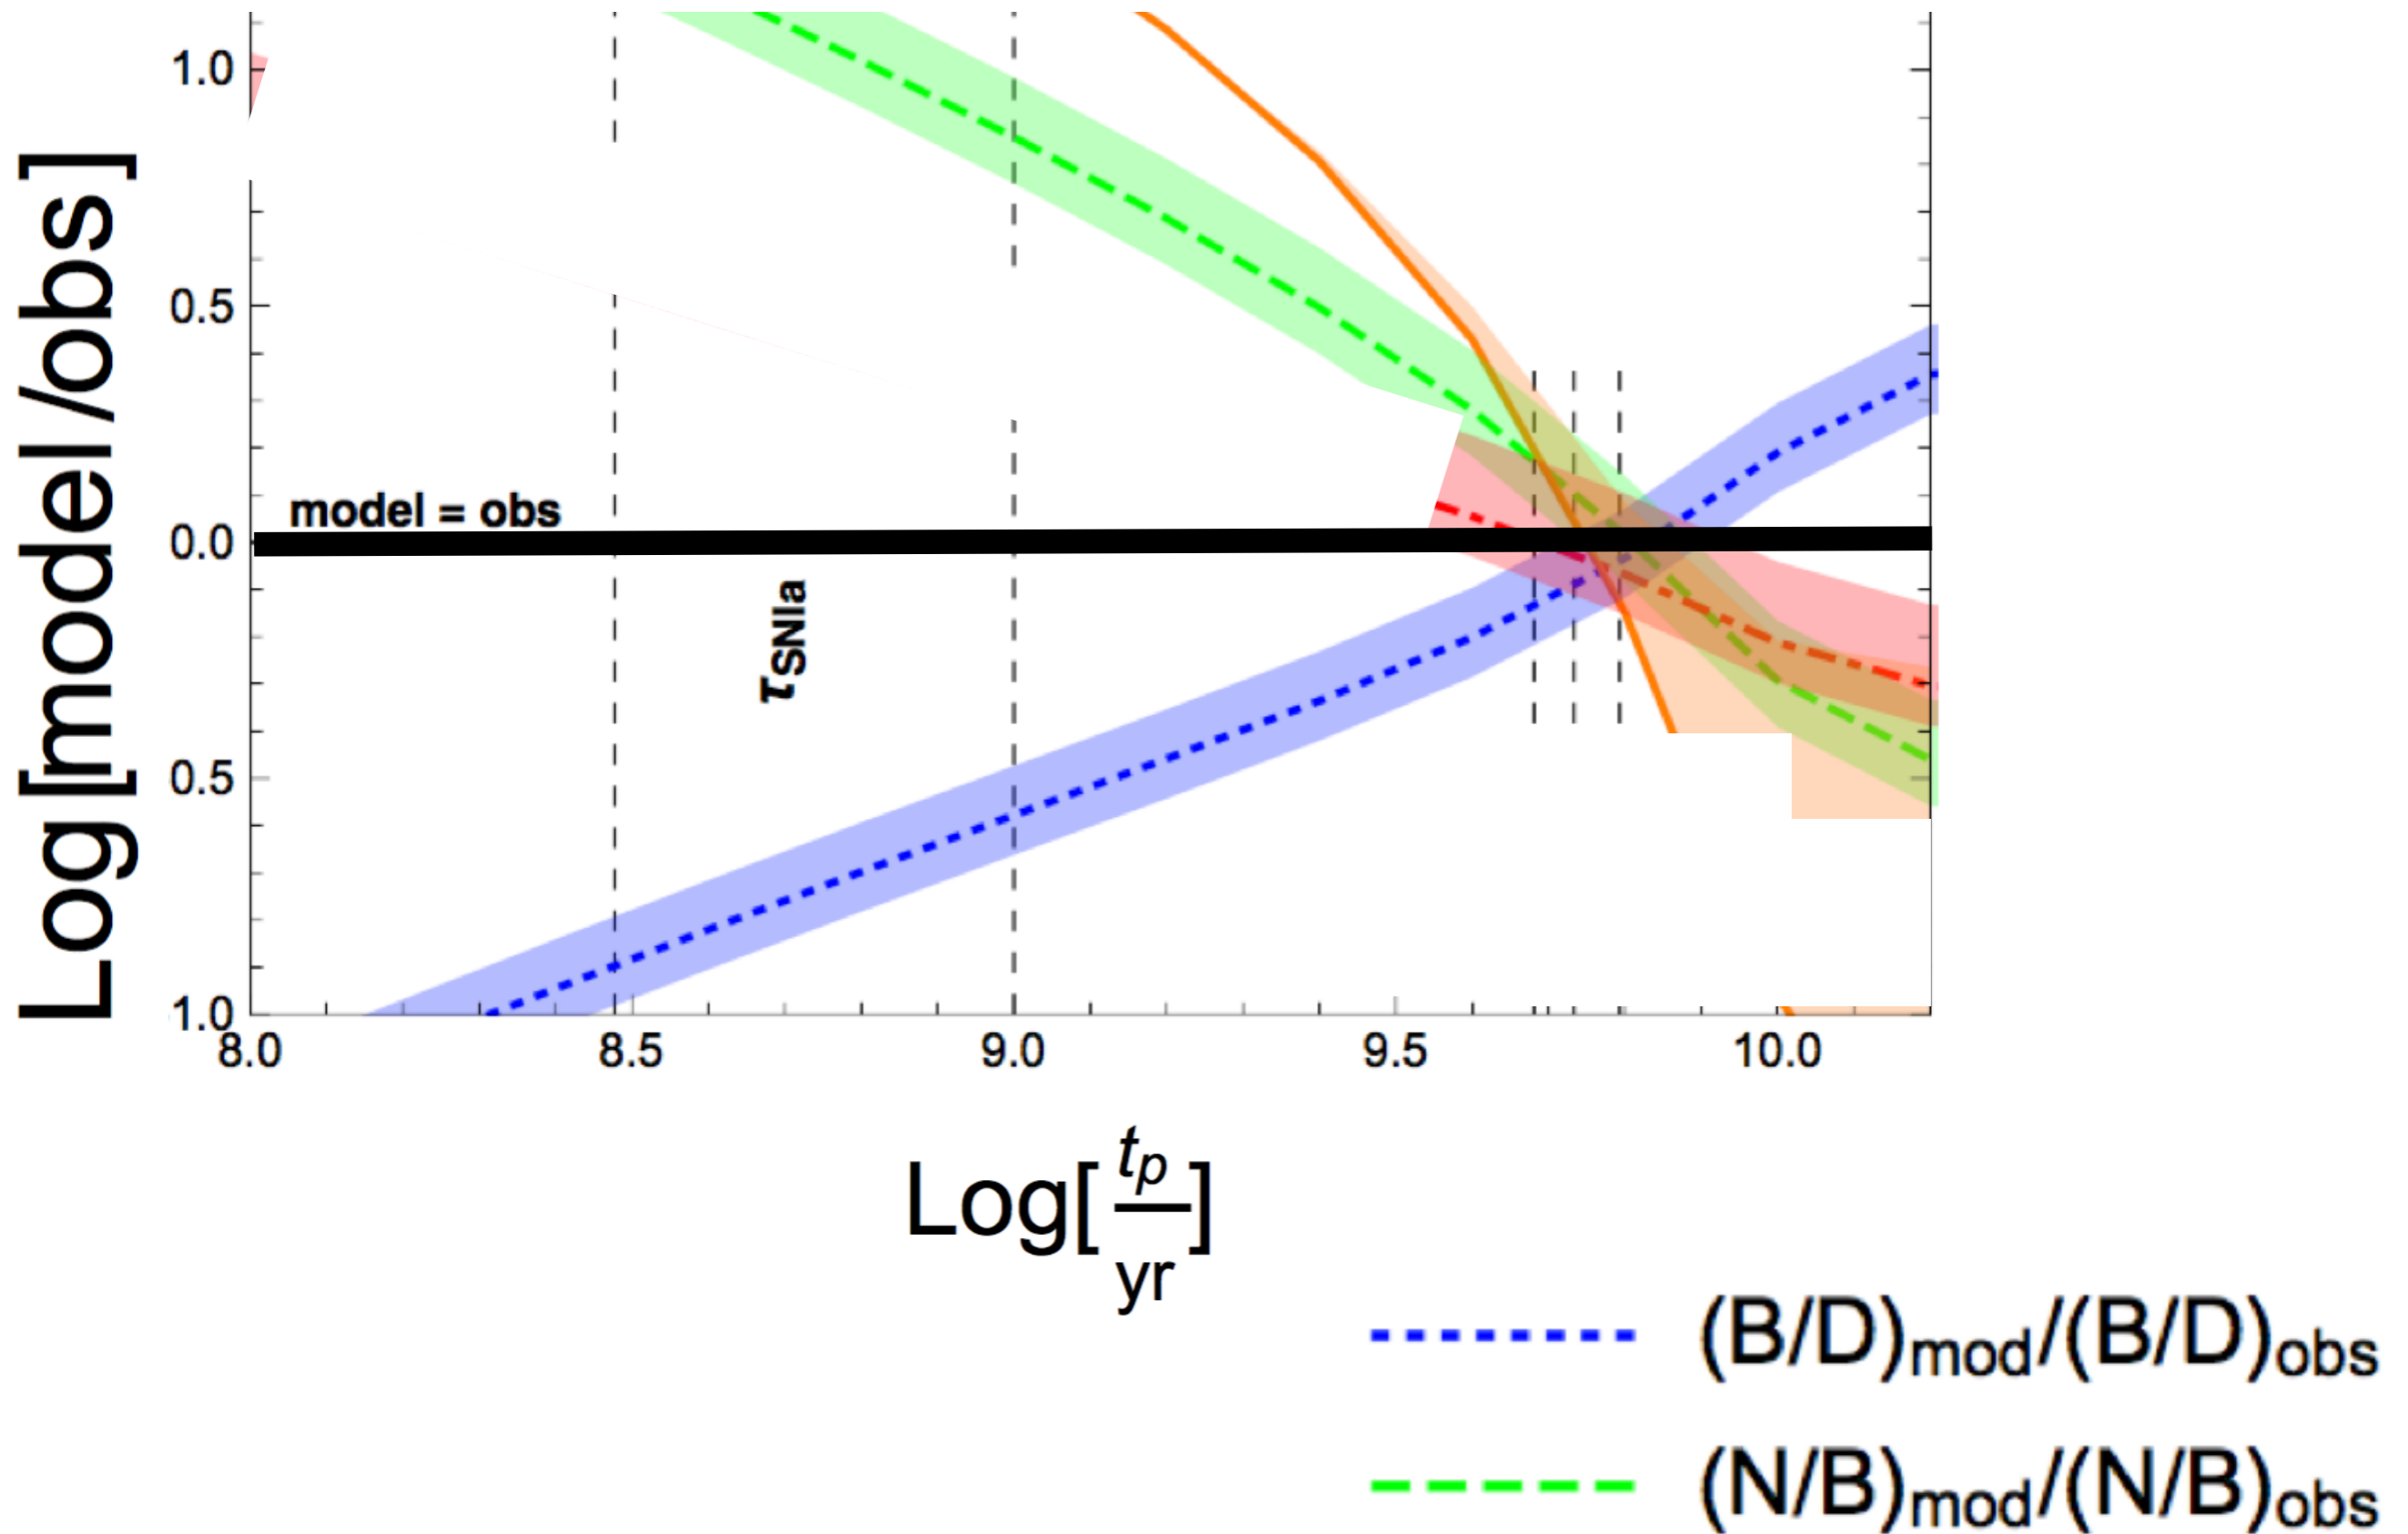 Log[model/obs]
1.0
0.5
0.0
0.5
1.0
model = obs
τSNIa
8.0 8.5 9.0 9.5 10.0
Log[tp/yr]
(B/D)mod/(B/D)obs
(N/B)mod/(N/B)obs